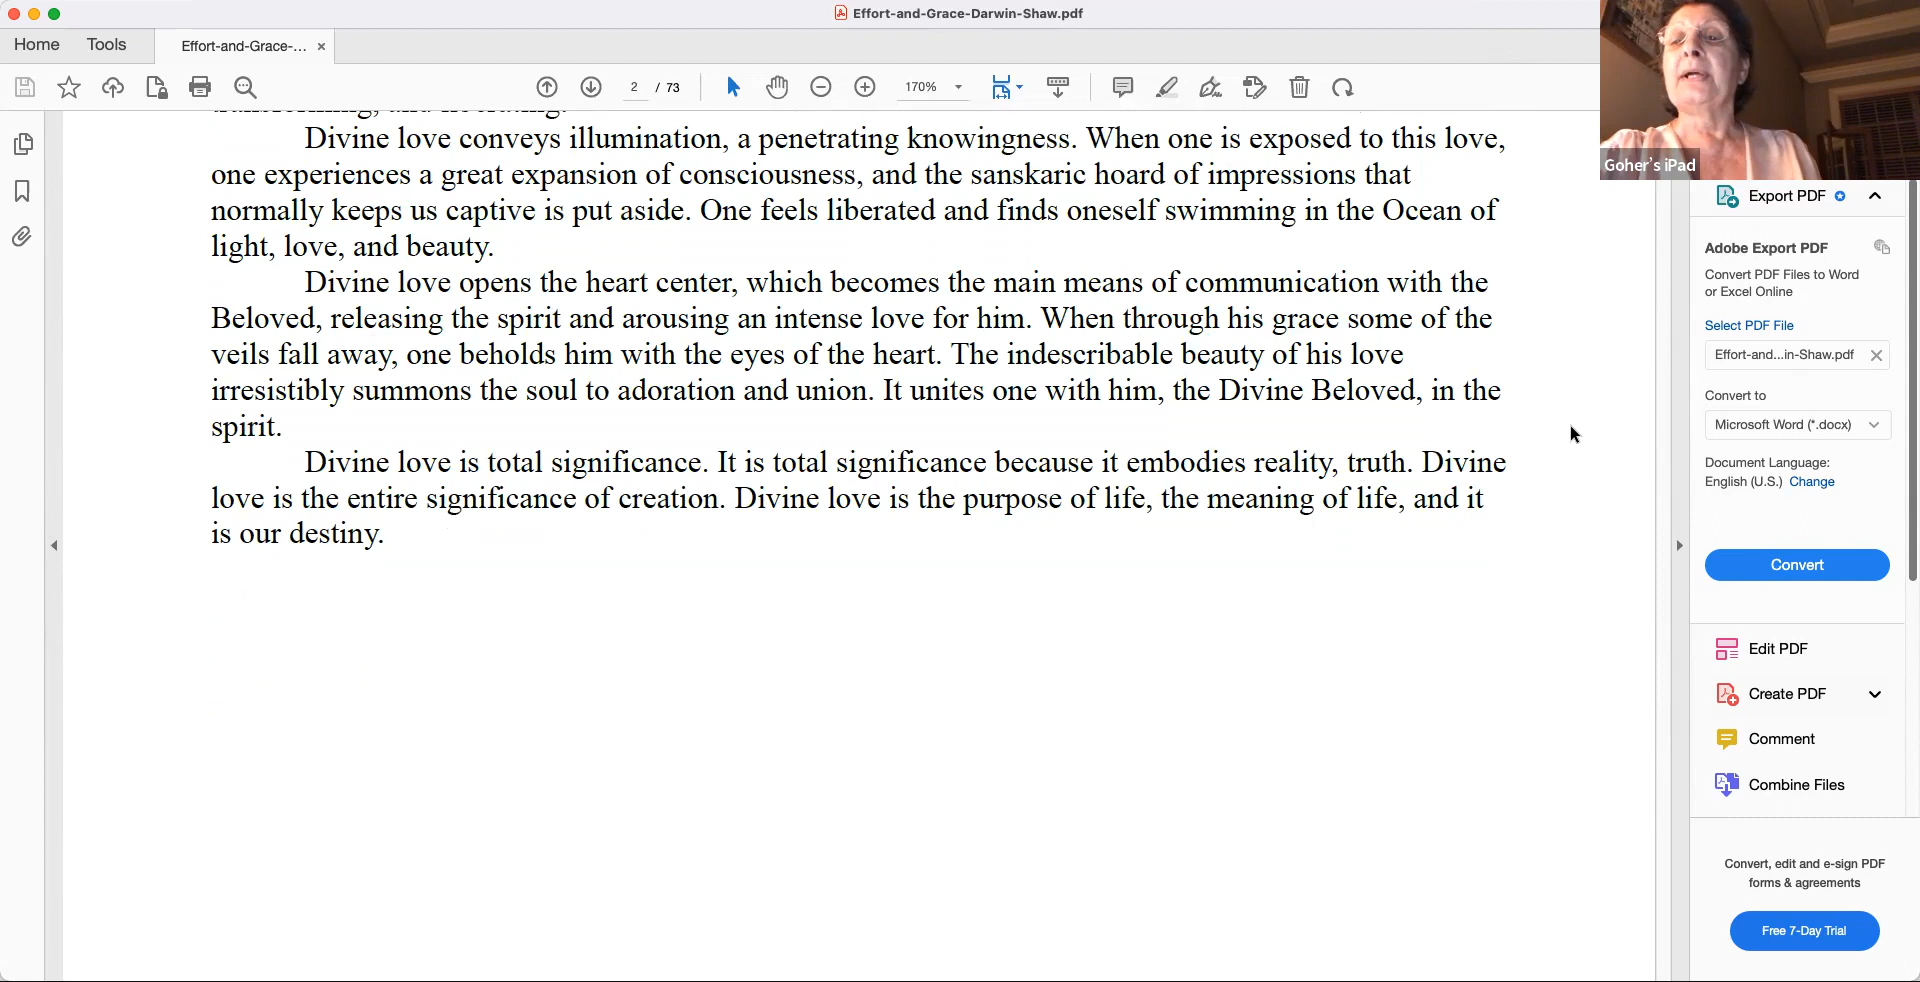 Effort-and-Grace-Darwin-Shaw.pdf
Home Tools Effort-and-Grace-... ×
2 / 73 170%
Goher's iPad
Divine love conveys illumination, a penetrating knowingness. When one is exposed to this love,
one experiences a great expansion of consciousness, and the sanskaric hoard of impressions that
normally keeps us captive is put aside. One feels liberated and finds oneself swimming in the Ocean of
light, love, and beauty.
Divine love opens the heart center, which becomes the main means of communication with the
Beloved, releasing the spirit and arousing an intense love for him. When through his grace some of the
veils fall away, one beholds him with the eyes of the heart. The indescribable beauty of his love
irresistibly summons the soul to adoration and union. It unites one with him, the Divine Beloved, in the
spirit.
Divine love is total significance. It is total significance because it embodies reality, truth. Divine
love is the entire significance of creation. Divine love is the purpose of life, the meaning of life, and it
is our destiny.
Export PDF
Adobe Export PDF
Convert PDF Files to Word
or Excel Online
Select PDF File
Effort-and...in-Shaw.pdf
Convert to
Microsoft Word (*.docx)
Document Language:
English (U.S.) Change
Convert
Edit PDF
Create PDF
Comment
Combine Files
Convert, edit and e-sign PDF
forms & agreements
Free 7-Day Trial